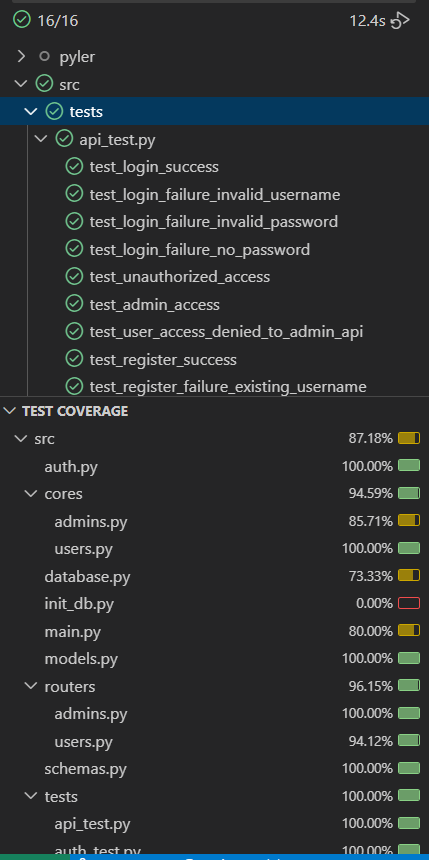 16/16 12.4s
pyler
src
tests
api_test.py
test_login_success
test_login_failure_invalid_username
test_login_failure_invalid_password
test_login_failure_no_password
test_unauthorized_access
test_admin_access
test_user_access_denied_to_admin_api
test_register_success
test_register_failure_existing_username
TEST COVERAGE
src 87.18%
auth.py 100.00%
cores 94.59%
admins.py 85.71%
users.py 100.00%
database.py 73.33%
init_db.py 0.00%
main.py 80.00%
models.py 100.00%
routers 96.15%
admins.py 100.00%
users.py 94.12%
schemas.py 100.00%
tests 100.00%
api_test.py 100.00%
auth_test.py 100.00%